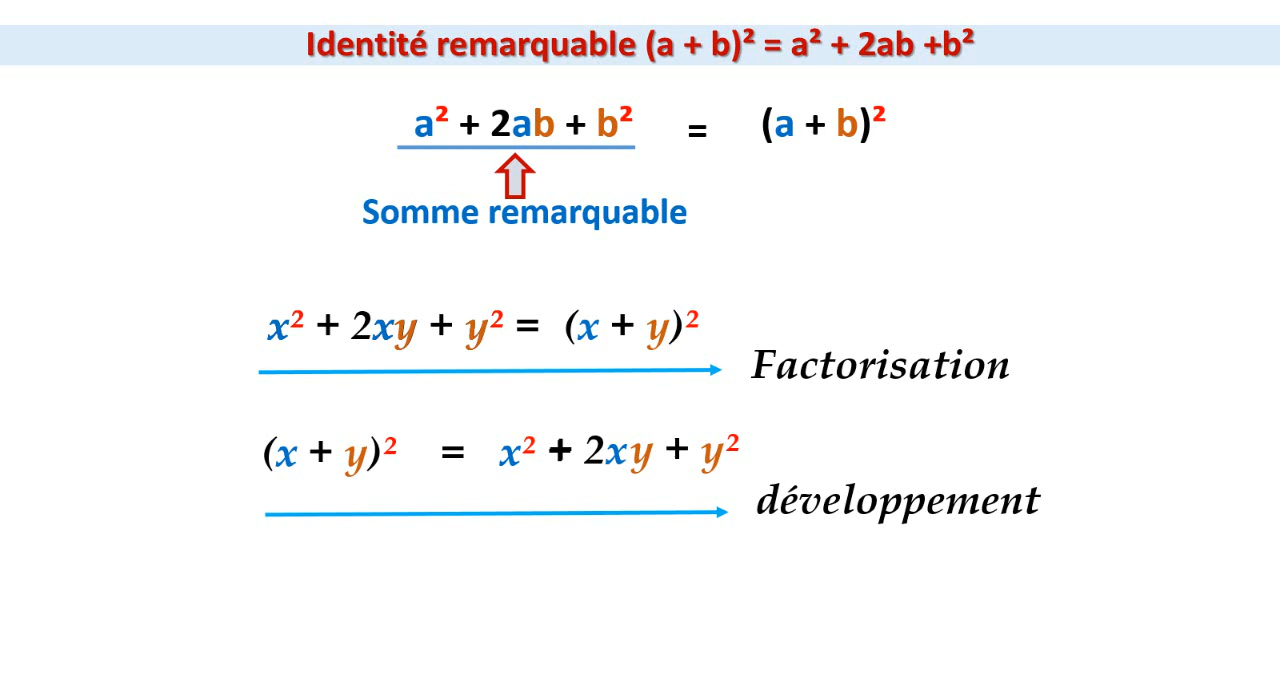 Identité remarquable (a + b)² = a² + 2ab +b²
a² + 2ab + b² = (a + b)²
Somme remarquable
x² + 2xy + y² = (x + y)²
Factorisation
(x + y)² = x² + 2xy + y²
développement